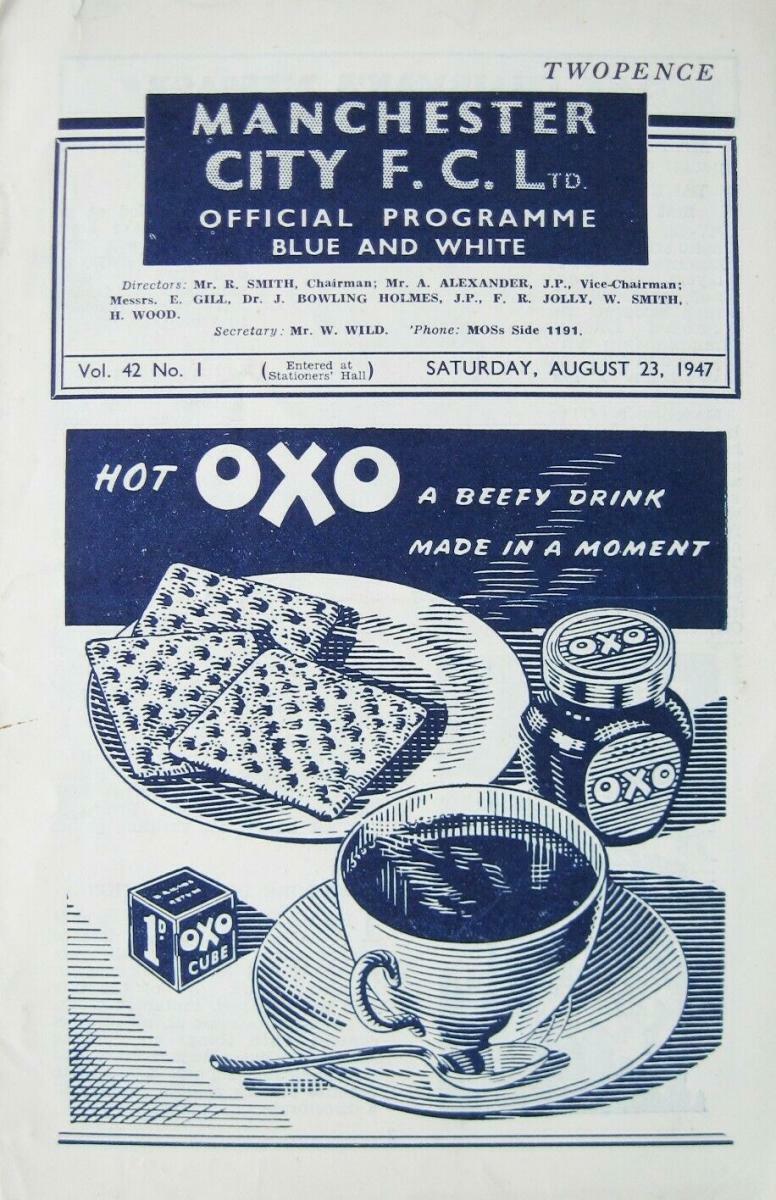 TWOPENCE
MANCHESTER
CITY F. C. LTD.
OFFICIAL PROGRAMME
BLUE AND WHITE
Directors: Mr. R. SMITH, Chairman; Mr. A. ALEXANDER, J.P., Vice-Chairman;
Messrs. E. GILL, Dr. J. BOWLING HOLMES, J.P., F. R. JOLLY, W. SMITH,
H. WOOD.
Secretary: Mr. W. WILD. 'Phone: MOSs Side 1191.
Vol. 42 No. 1 (Entered at Stationers' Hall) SATURDAY, AUGUST 23, 1947
HOT OXO A BEEFY DRINK
MADE IN A MOMENT
OXO
OXO
1D.
OXO
CUBE